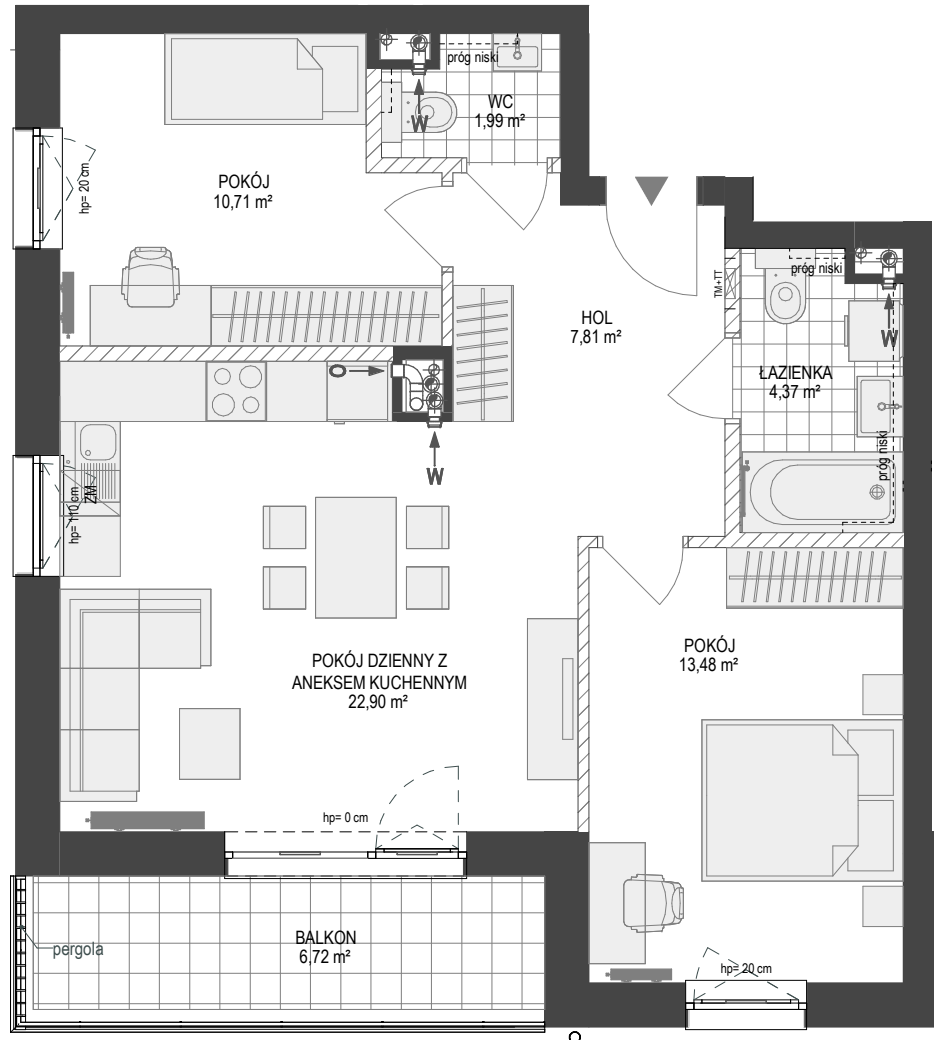 próg niski
WC
1,99 m²
W
hp= 20 cm
POKÓJ
10,71 m²
próg niski
TM+TT
HOL
7,81 m²
W
ŁAZIENKA
4,37 m²
próg niski
W
ZM
hp= 110 cm
POKÓJ DZIENNY Z
ANEKSEM KUCHENNYM
22,90 m²
POKÓJ
13,48 m²
hp= 0 cm
BALKON
6,72 m²
pergola
hp= 20 cm